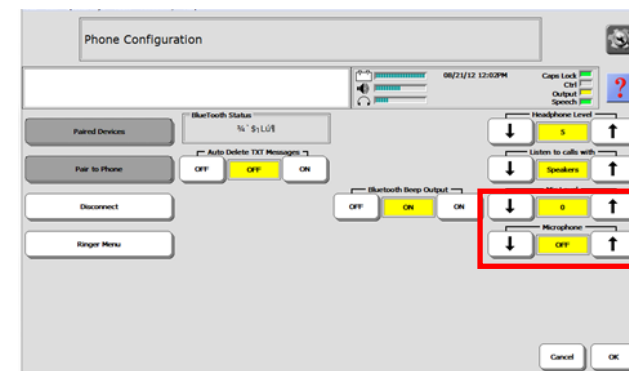 Phone Configuration
08/21/12 12:02PM
Caps Lock
Ctrl
Output
Speech
?
BlueTooth Status
Headphone Level
Paired Devices
↓ 5 ↑
Auto Delete TXT Messages
Listen to calls with
Pair to Phone
OFF OFF ON
↓ Speakers ↑
Bluetooth Beep Output
Disconnect
OFF ON ON
↓ 0 ↑
Microphone
Ringer Menu
↓ OFF ↑
Cancel OK